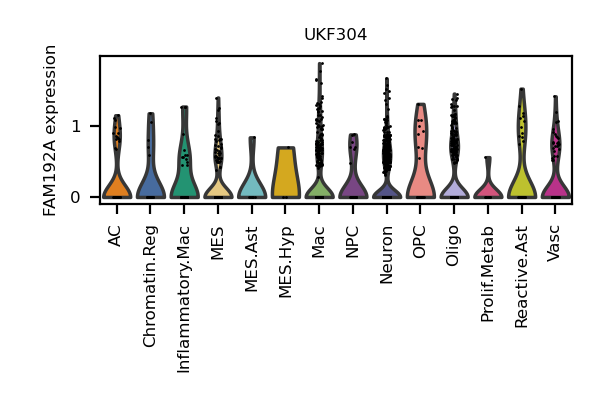 UKF304
FAM192A expression
1
0
AC
Chromatin.Reg
Inflammatory.Mac
MES
MES.Ast
MES.Hyp
Mac
NPC
Neuron
OPC
Oligo
Prolif.Metab
Reactive.Ast
Vasc